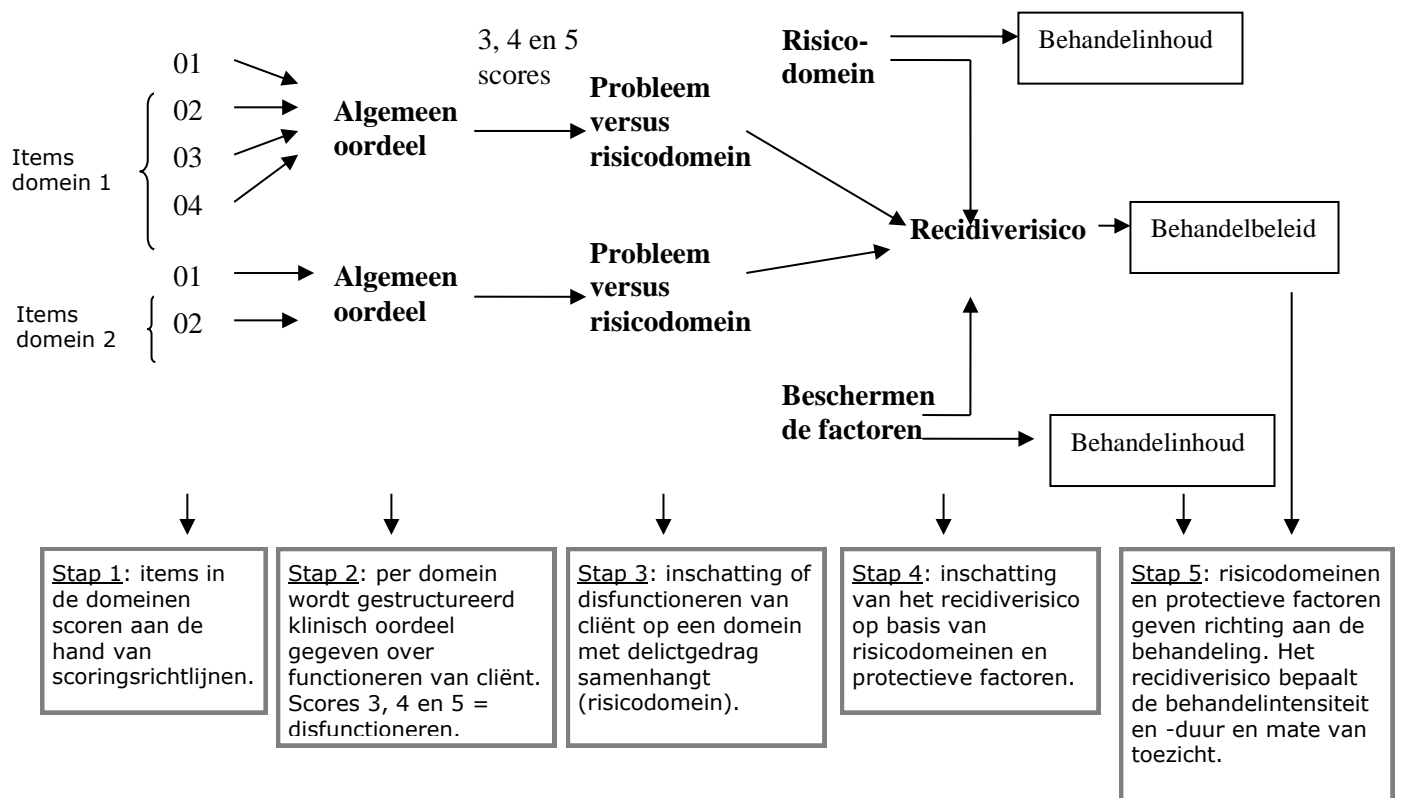 3, 4 en 5
scores
01
02
03
04
Items
domein 1
Algemeen
oordeel
Probleem
versus
risicodomein
Risico-
domein
Behandelinhoud
01
02
Items
domein 2
Algemeen
oordeel
Probleem
versus
risicodomein
Recidiverisico
Behandelbeleid
Beschermen
de factoren
Behandelinhoud
Stap 1: items in
de domeinen
scoren aan de
hand van
scoringsrichtlijnen.
Stap 2: per domein
wordt gestructureerd
klinisch oordeel
gegeven over
functioneren van cliënt.
Scores 3, 4 en 5 =
disfunctioneren.
Stap 3: inschatting of
disfunctioneren van
cliënt op een domein
met delictgedrag
samenhangt
(risicodomein).
Stap 4: inschatting
van het recidiverisico
op basis van
risicodomeinen en
protectieve factoren.
Stap 5: risicodomeinen
en protectieve factoren
geven richting aan de
behandeling. Het
recidiverisico bepaalt
de behandelintensiteit
en -duur en mate van
toezicht.